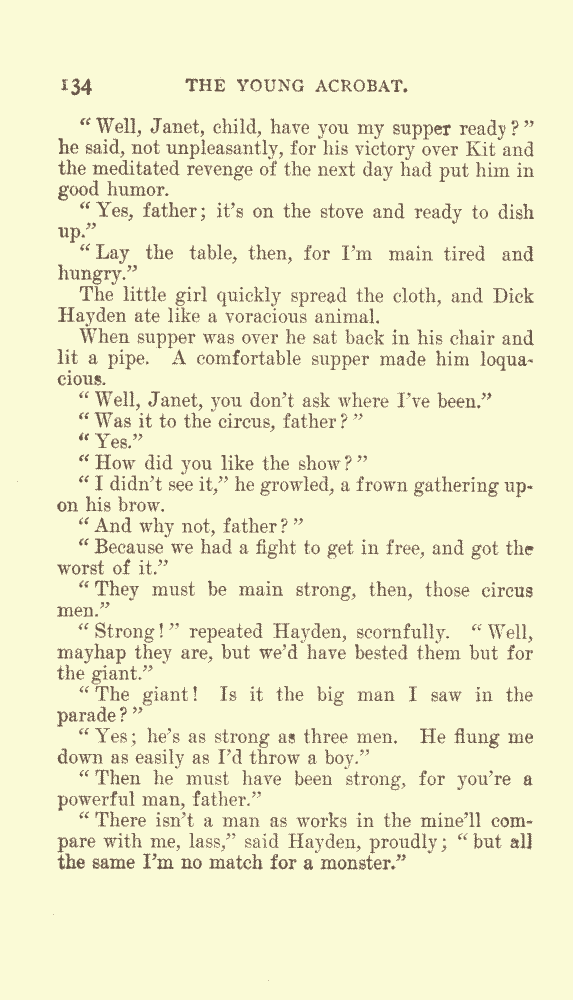 134 THE YOUNG ACROBAT.
“Well, Janet, child, have you my supper ready?”
he said, not unpleasantly, for his victory over Kit and
the meditated revenge of the next day had put him in
good humor.
“Yes, father; it’s on the stove and ready to dish
up.”
“Lay the table, then, for I’m main tired and
hungry.”
The little girl quickly spread the cloth, and Dick
Hayden ate like a voracious animal.
When supper was over he sat back in his chair and
lit a pipe. A comfortable supper made him loqua-
cious.
“Well, Janet, you don’t ask where I’ve been.”
“Was it to the circus, father?”
“Yes.”
“How did you like the show?”
“I didn’t see it,” he growled, a frown gathering up-
on his brow.
“And why not, father?”
“Because we had a fight to get in free, and got the
worst of it.”
“They must be main strong, then, those circus
men.”
“Strong!” repeated Hayden, scornfully. “Well,
mayhap they are, but we’d have bested them but for
the giant.”
“The giant! Is it the big man I saw in the
parade?”
“Yes; he’s as strong as three men. He flung me
down as easily as I’d throw a boy.”
“Then he must have been strong, for you’re a
powerful man, father.”
“There isn’t a man as works in the mine’ll com-
pare with me, lass,” said Hayden, proudly; “but all
the same I’m no match for a monster.”